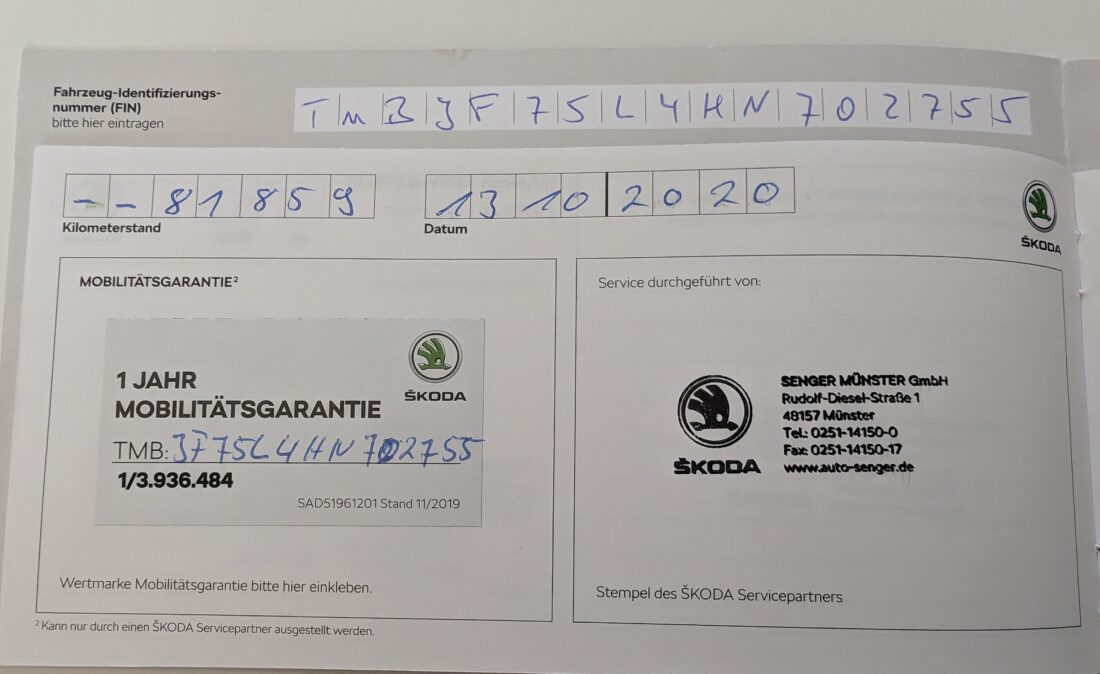 Fahrzeug-Identifizierungs-
nummer (FIN)
bitte hier eintragen
TMBJF75L4HN702755
--81859
Kilometerstand
13 10 2020
Datum
ŠKODA
MOBILITÄTSGARANTIE²
1 JAHR
MOBILITÄTSGARANTIE
ŠKODA
TMB: JF75L4HN702755
1/3.936.484
SAD51961201 Stand 11/2019
Wertmarke Mobilitätsgarantie bitte hier einkleben.
² Kann nur durch einen ŠKODA Servicepartner ausgestellt werden.
Service durchgeführt von:
ŠKODA
SENGER MÜNSTER GmbH
Rudolf-Diesel-Straße 1
48157 Münster
Tel.: 0251-14150-0
Fax: 0251-14150-17
www.auto-senger.de
Stempel des ŠKODA Servicepartners